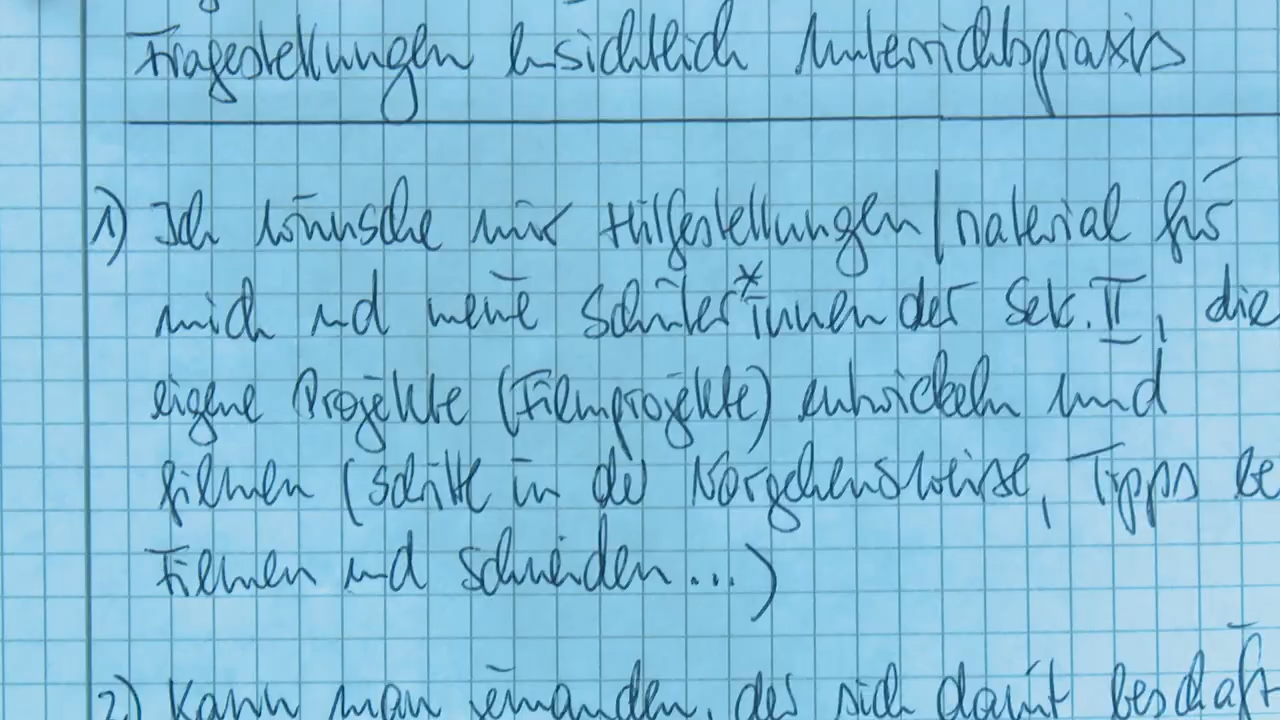 Fragestellungen hinsichtlich Unterrichtspraxis
1) Ich wünsche mir Hilfestellungen/Material für
mich und meine Schüler*innen der Sek. II, die
eigene Projekte (Filmprojekte) entwickeln und
filmen (Schritte in der Vorgehensweise, Tipps be
Filmen und Schneiden...)
2) Kann man jemanden, der sich damit beschäft